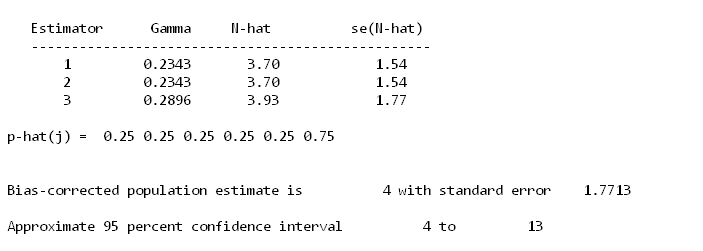 Estimator Gamma N-hat se(N-hat)
----------------------------------------------------
1 0.2343 3.70 1.54
2 0.2343 3.70 1.54
3 0.2896 3.93 1.77
p-hat(j) = 0.25 0.25 0.25 0.25 0.25 0.75
Bias-corrected population estimate is 4 with standard error 1.7713
Approximate 95 percent confidence interval 4 to 13